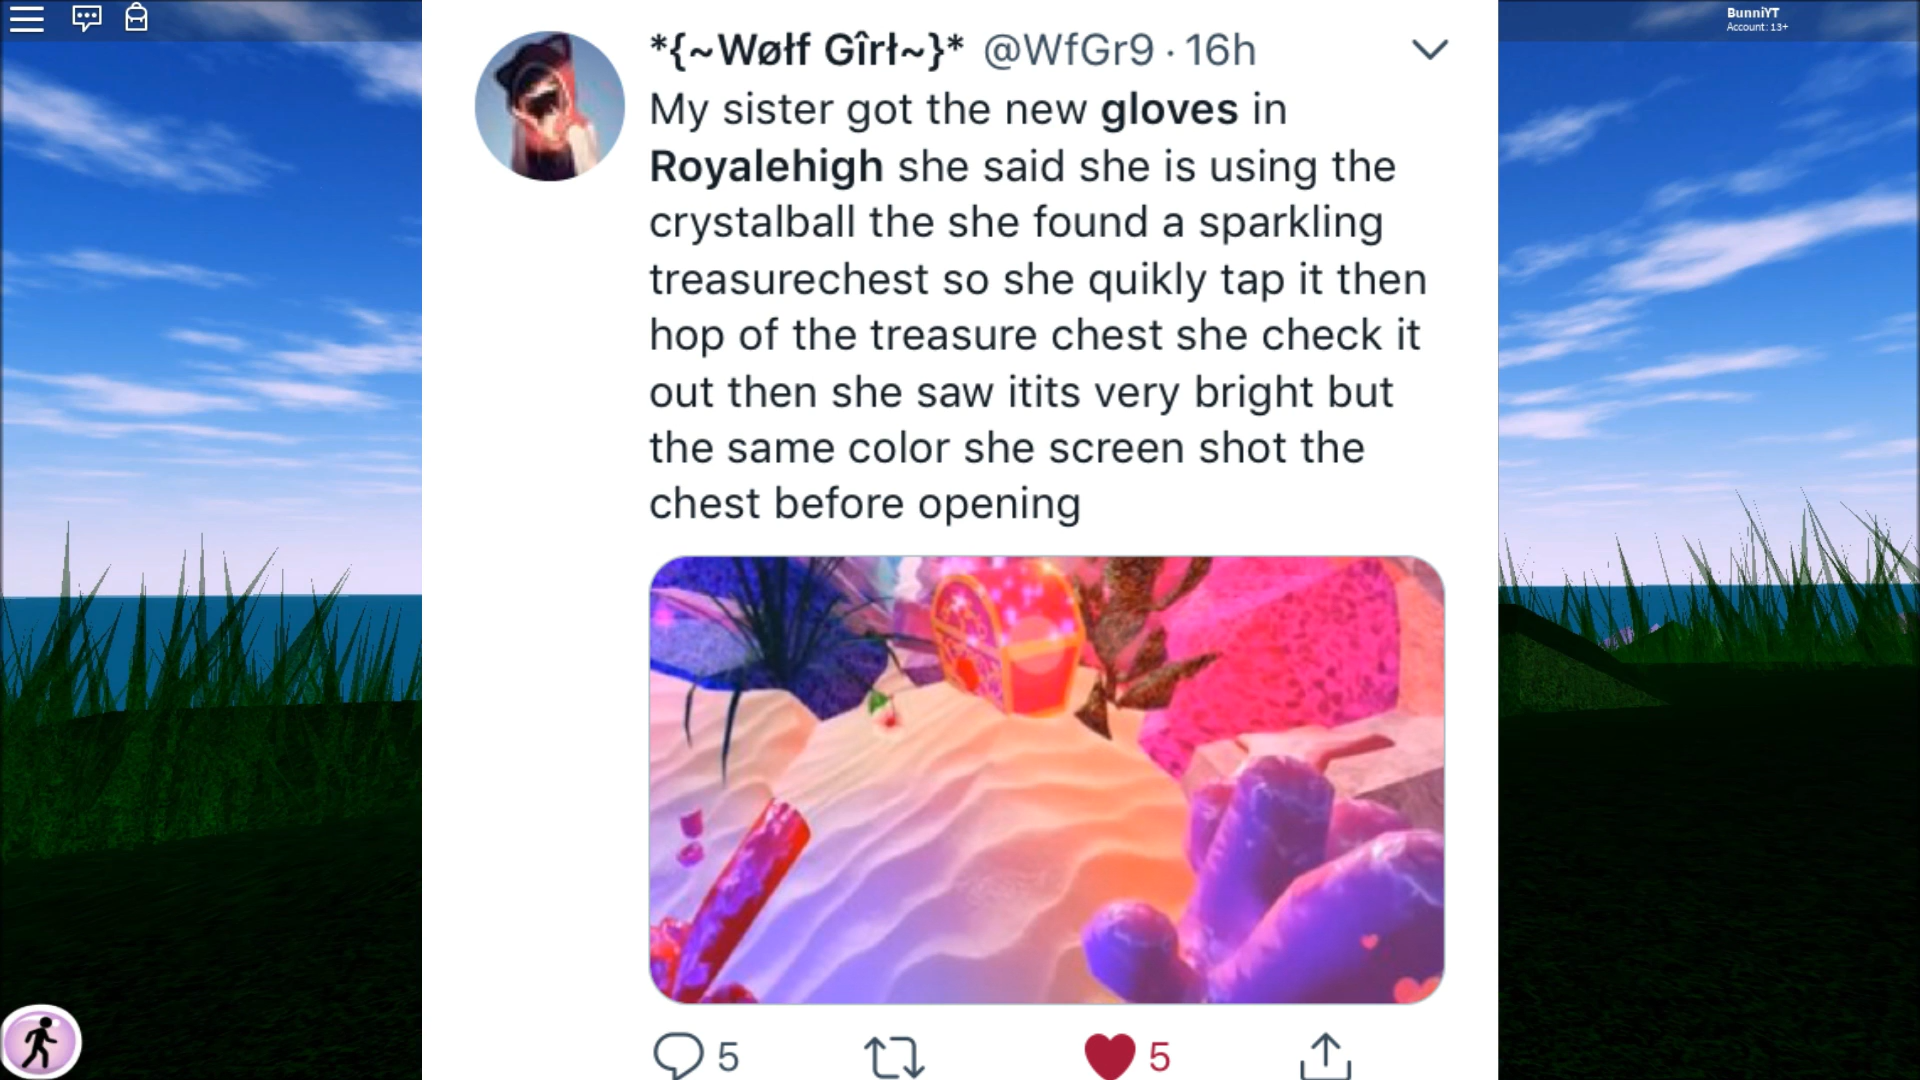 BunniYT
Account: 13+
*{~Wøłf Gîrł~}* @WfGr9 · 16h
My sister got the new gloves in
Royalehigh she said she is using the
crystalball the she found a sparkling
treasurechest so she quikly tap it then
hop of the treasure chest she check it
out then she saw itits very bright but
the same color she screen shot the
chest before opening
5
5